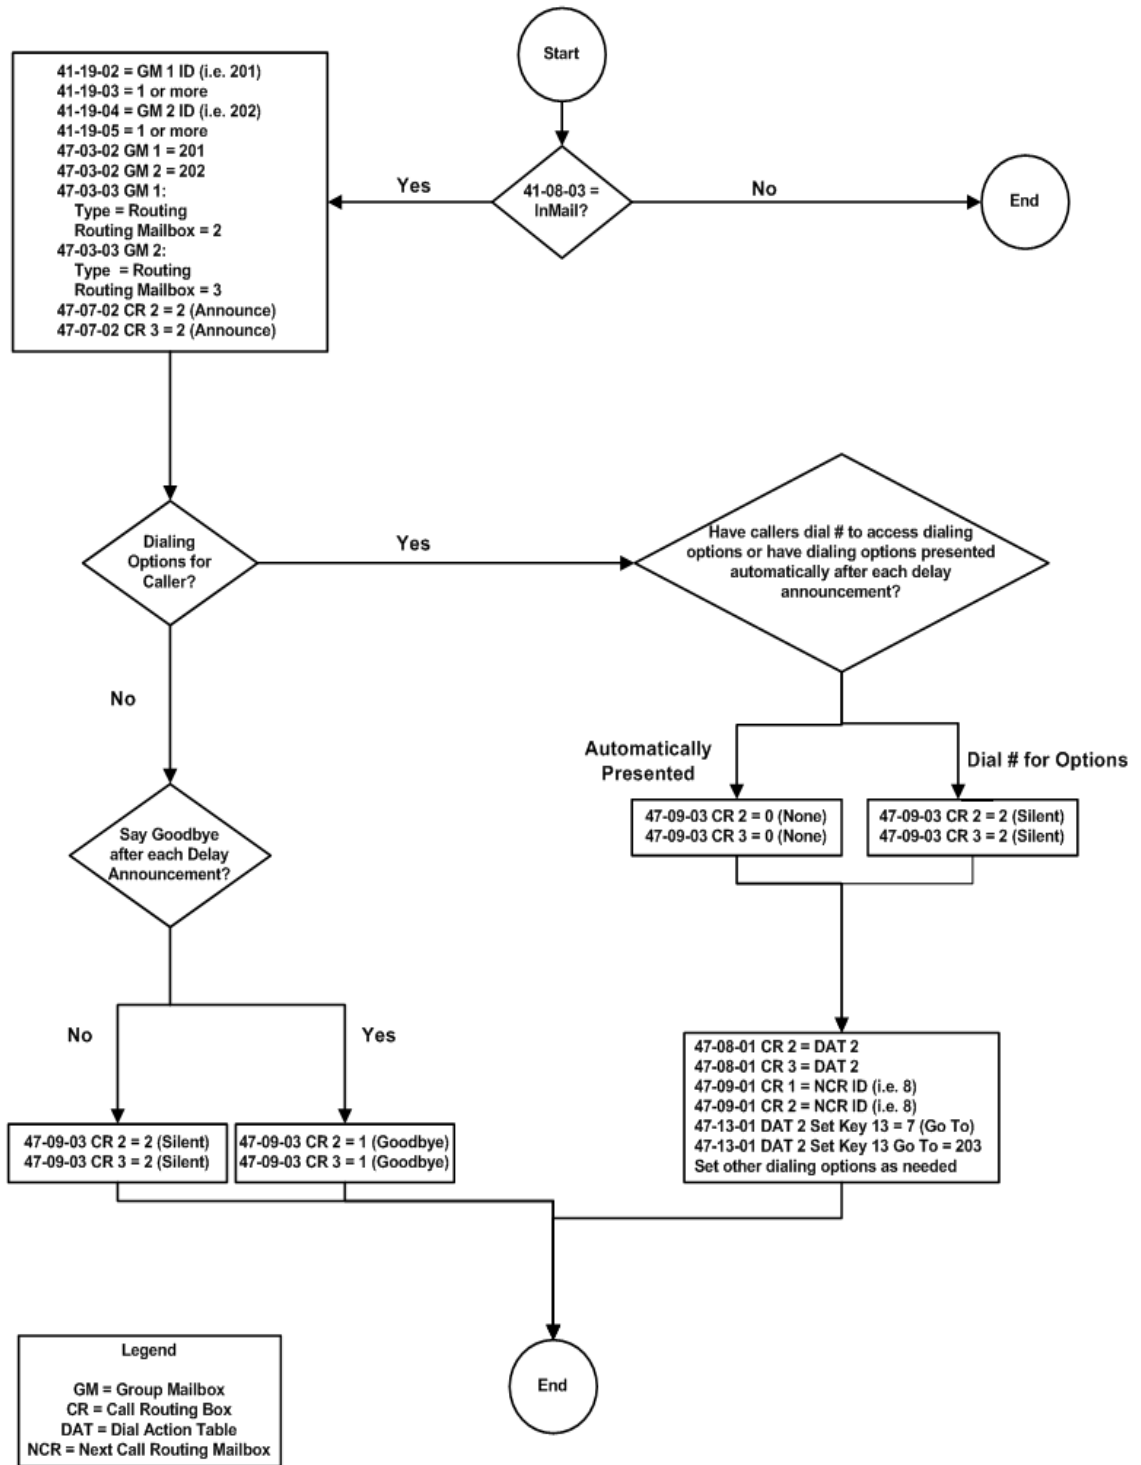 Start
41-19-02 = GM 1 ID (i.e. 201)
41-19-03 = 1 or more
41-19-04 = GM 2 ID (i.e. 202)
41-19-05 = 1 or more
47-03-02 GM 1 = 201
47-03-02 GM 2 = 202
47-03-03 GM 1:
Type = Routing
Routing Mailbox = 2
47-03-03 GM 2:
Type = Routing
Routing Mailbox = 3
47-07-02 CR 2 = 2 (Announce)
47-07-02 CR 3 = 2 (Announce)
Yes
41-08-03 =
InMail?
No
End
Dialing
Options for
Caller?
Yes
Have callers dial # to access dialing
options or have dialing options presented
automatically after each delay
announcement?
No
Automatically
Presented
Dial # for Options
47-09-03 CR 2 = 0 (None)
47-09-03 CR 3 = 0 (None)
47-09-03 CR 2 = 2 (Silent)
47-09-03 CR 3 = 2 (Silent)
Say Goodbye
after each Delay
Announcement?
No
Yes
47-09-03 CR 2 = 2 (Silent)
47-09-03 CR 3 = 2 (Silent)
47-09-03 CR 2 = 1 (Goodbye)
47-09-03 CR 3 = 1 (Goodbye)
47-08-01 CR 2 = DAT 2
47-08-01 CR 3 = DAT 2
47-09-01 CR 1 = NCR ID (i.e. 8)
47-09-01 CR 2 = NCR ID (i.e. 8)
47-13-01 DAT 2 Set Key 13 = 7 (Go To)
47-13-01 DAT 2 Set Key 13 Go To = 203
Set other dialing options as needed
End
Legend
GM = Group Mailbox
CR = Call Routing Box
DAT = Dial Action Table
NCR = Next Call Routing Mailbox